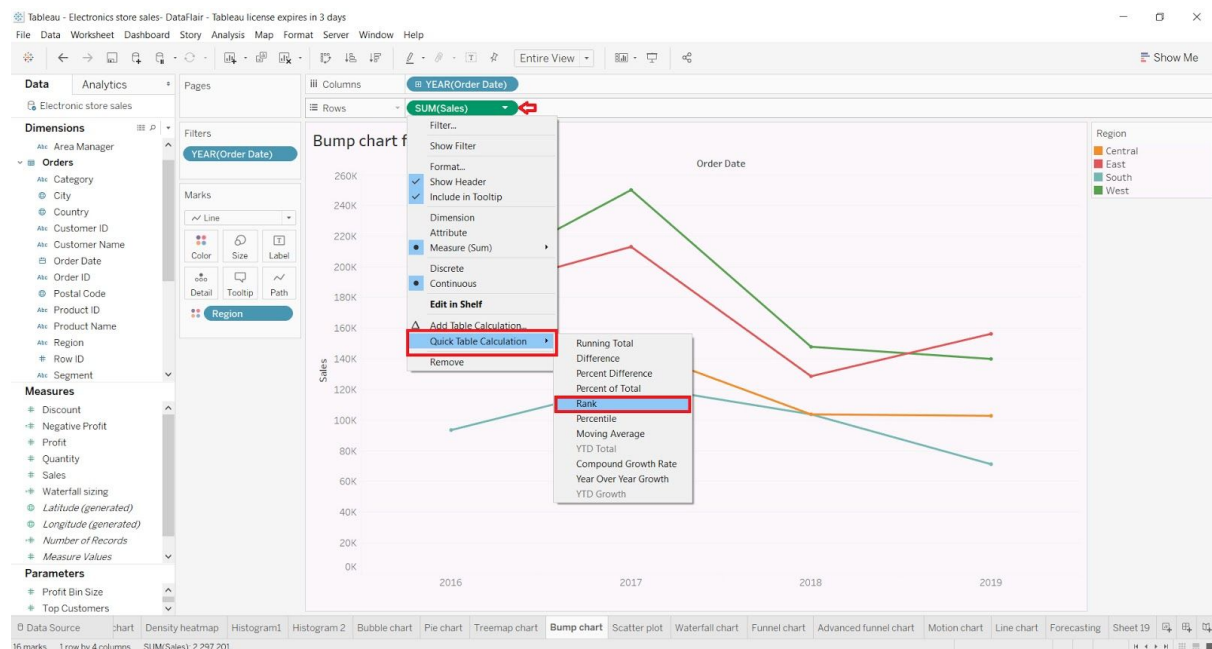 Tableau - Electronics store sales- DataFlair - Tableau license expires in 3 days
File Data Worksheet Dashboard Story Analysis Map Format Server Window Help
Entire View
Show Me
Data Analytics
Electronic store sales
Dimensions
Abc Area Manager
Orders
Abc Category
City
Country
Abc Customer ID
Abc Customer Name
Order Date
Abc Order ID
Postal Code
Abc Product ID
Abc Product Name
Abc Region
# Row ID
Abc Segment
Measures
# Discount
=# Negative Profit
# Profit
# Quantity
# Sales
=# Waterfall sizing
Latitude (generated)
Longitude (generated)
=# Number of Records
# Measure Values
Parameters
# Profit Bin Size
# Top Customers
Pages
Filters
YEAR(Order Date)
Marks
Line
Color Size Label
Detail Tooltip Path
Region
Columns YEAR(Order Date)
Rows SUM(Sales)
Bump chart f
Order Date
Sales
260K
240K
220K
200K
180K
160K
140K
120K
100K
80K
60K
40K
20K
0K
2016 2017 2018 2019
Filter...
Show Filter
Format...
Show Header
Include in Tooltip
Dimension
Attribute
Measure (Sum)
Discrete
Continuous
Edit in Shelf
Add Table Calculation...
Quick Table Calculation
Remove
Running Total
Difference
Percent Difference
Percent of Total
Rank
Percentile
Moving Average
YTD Total
Compound Growth Rate
Year Over Year Growth
YTD Growth
Region
Central
East
South
West
Data Source chart Density heatmap Histogram1 Histogram 2 Bubble chart Pie chart Treemap chart Bump chart Scatter plot Waterfall chart Funnel chart Advanced funnel chart Motion chart Line chart Forecasting Sheet 19
16 marks 1 row by 4 columns SUM(Sales): 2,297,201